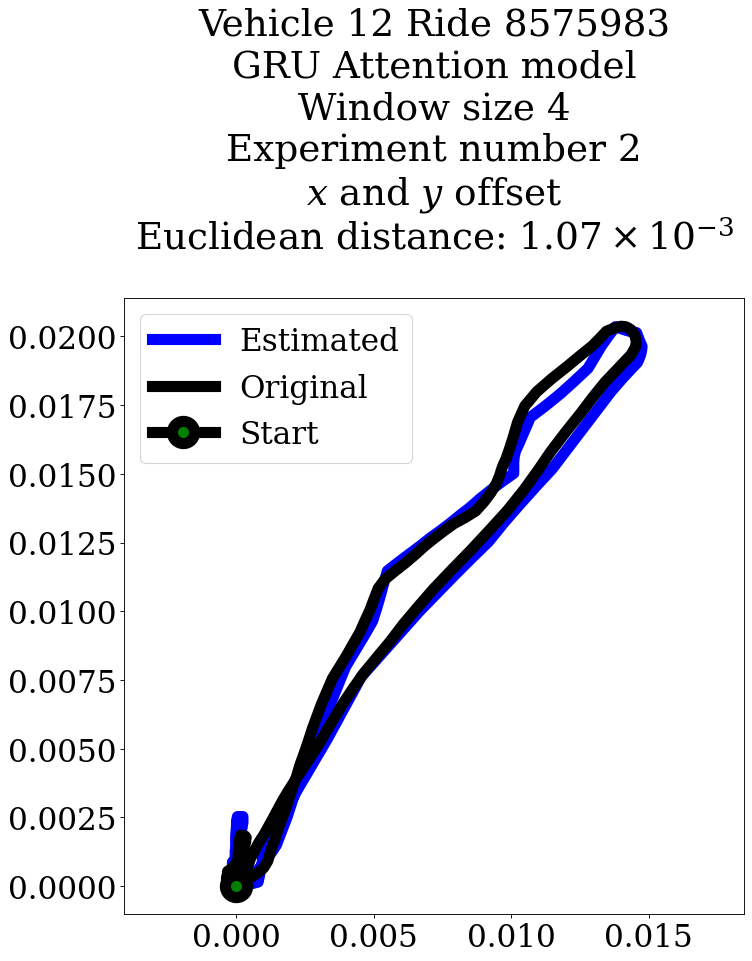 Vehicle 12 Ride 8575983
GRU Attention model
Window size 4
Experiment number 2
x and y offset
Euclidean distance: 1.07 × 10⁻³
Estimated
Original
Start
0.0200
0.0175
0.0150
0.0125
0.0100
0.0075
0.0050
0.0025
0.0000
0.000 0.005 0.010 0.015